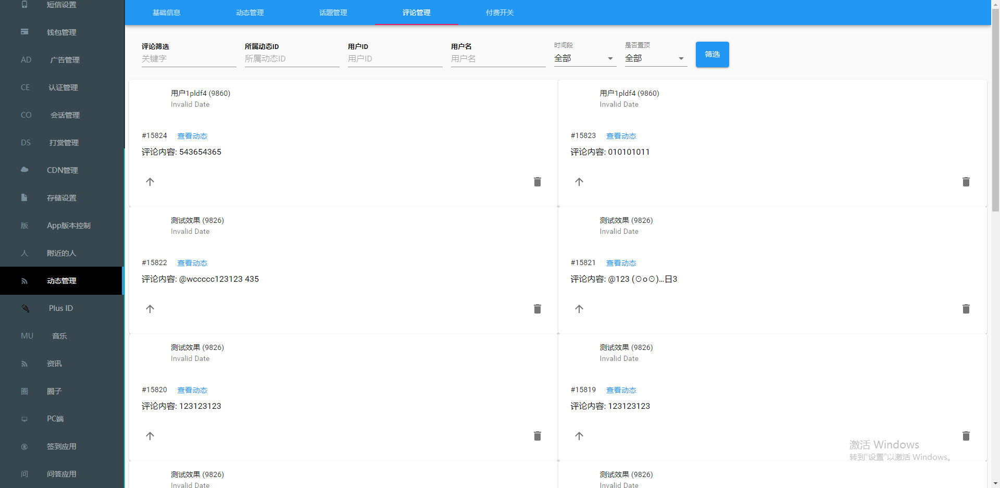 短信设置
钱包管理
AD 广告管理
CE 认证管理
CO 会话管理
DS 打赏管理
CDN管理
存储设置
版 App版本控制
人 附近的人
动态管理
Plus ID
MU 音乐
资讯
圈 圈子
PC端
签到应用
问 问答应用
基础信息 动态管理 话题管理 评论管理 付费开关
评论筛选 所属动态ID 用户ID 用户名 时间段 是否置顶
关键字 所属动态ID 用户ID 用户名 全部 全部 筛选
用户1pldf4 (9860)
Invalid Date
#15824 查看动态
评论内容: 543654365
用户1pldf4 (9860)
Invalid Date
#15823 查看动态
评论内容: 010101011
测试效果 (9826)
Invalid Date
#15822 查看动态
评论内容: @wccccc123123 435
测试效果 (9826)
Invalid Date
#15821 查看动态
评论内容: @123 (⊙o⊙)…日3
测试效果 (9826)
Invalid Date
#15820 查看动态
评论内容: 123123123
测试效果 (9826)
Invalid Date
#15819 查看动态
评论内容: 123123123
测试效果 (9826)
Invalid Date
测试效果 (9826)
Invalid Date
激活 Windows
转到“设置”以激活 Windows。